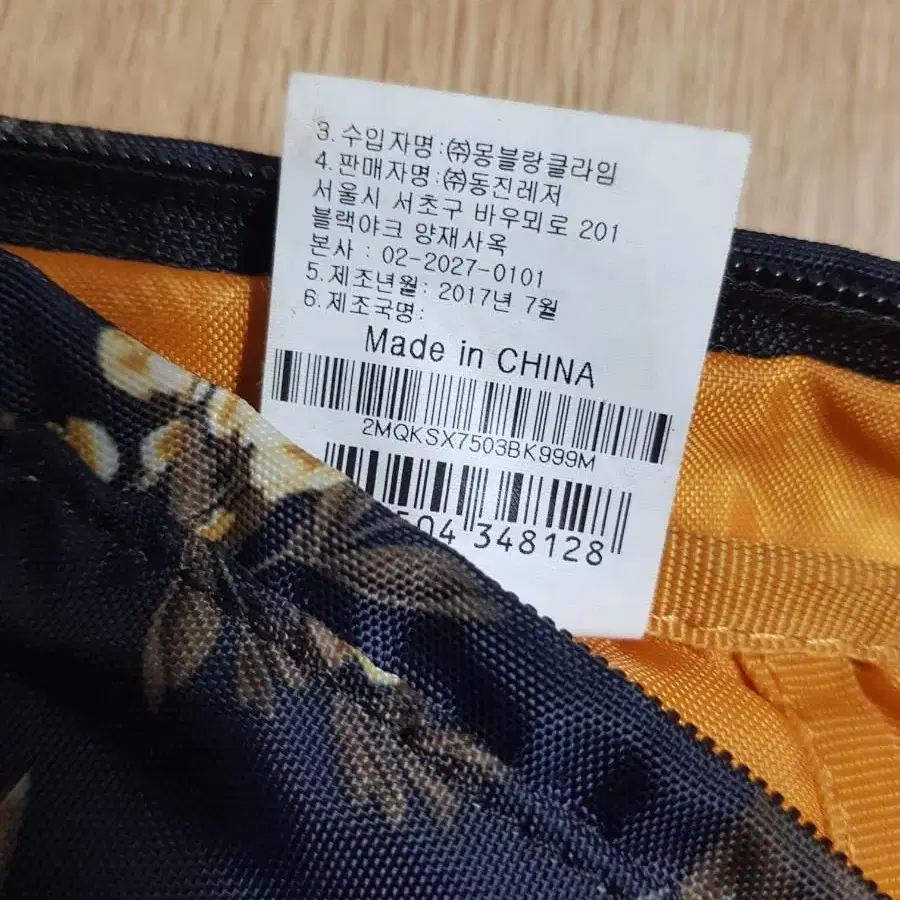 3.수입자명:㈜몽블랑클라임
4.판매자명:㈜동진레저
서울시 서초구 바우뫼로 201
블랙야크 양재사옥
본사 : 02-2027-0101
5.제조년월: 2017년 7월
6.제조국명:
Made in CHINA
2MQKSX7503BK999M
504 348128